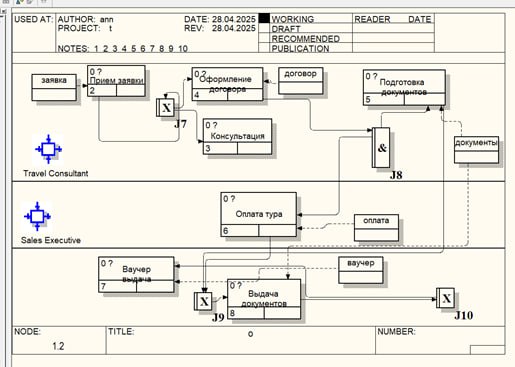 USED AT: AUTHOR: ann DATE: 28.04.2025 WORKING READER DATE
PROJECT: t REV: 28.04.2025 DRAFT
RECOMMENDED
NOTES: 1 2 3 4 5 6 7 8 9 10 PUBLICATION
заявка
0 ?
Прием заявки
2
X
J7
0 ?
Оформление
договора
4
договор
0 ?
Подготовка
документов
5
0 ?
Консультация
3
&
J8
документы
Travel Consultant
0 ?
Оплата тура
6
оплата
Sales Executive
0 ?
Ваучер
выдача
7
ваучер
X
J9
0 ?
Выдача
документов
8
X
J10
NODE: TITLE: о NUMBER:
1.2